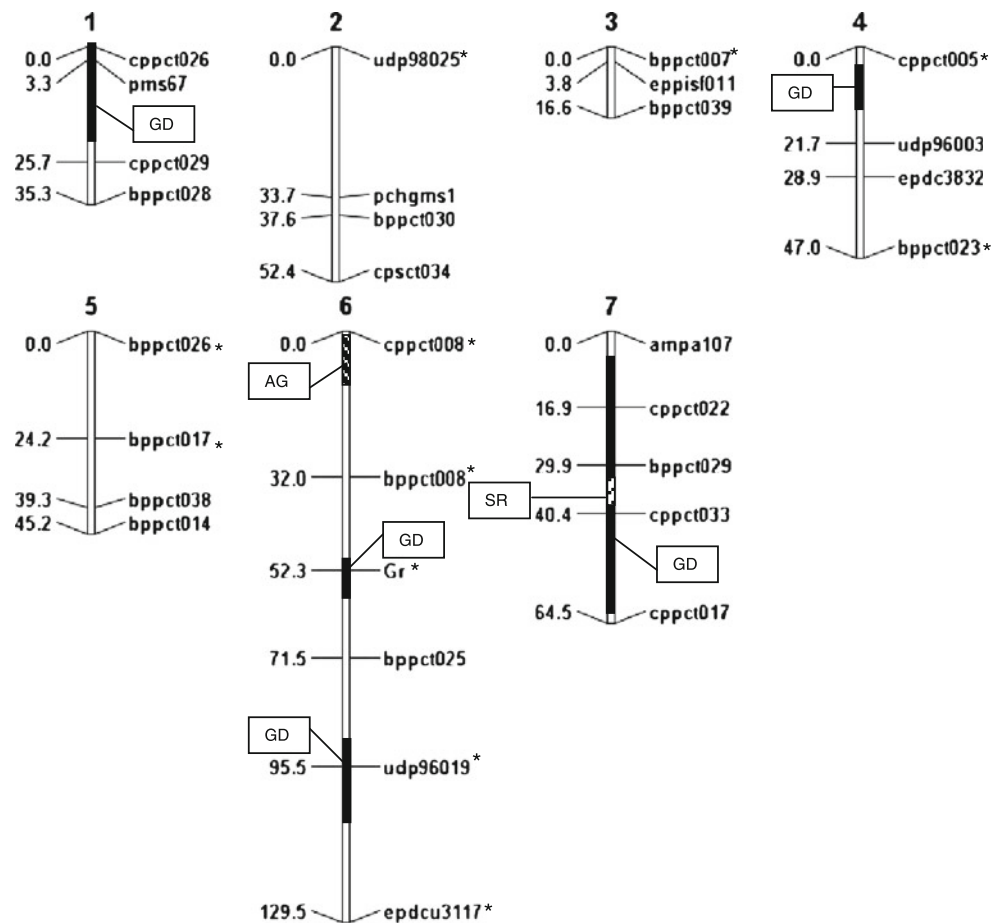 1
0.0 cppct026
3.3 pms67
GD
25.7 cppct029
35.3 bppct028
2
0.0 udp98025*
33.7 pchgms1
37.6 bppct030
52.4 cpsct034
3
0.0 bppct007*
3.8 eppisf011
16.6 bppct039
4
0.0 cppct005*
GD
21.7 udp96003
28.9 epdc3832
47.0 bppct023*
5
0.0 bppct026*
24.2 bppct017*
39.3 bppct038
45.2 bppct014
6
0.0 cppct008*
AG
32.0 bppct008*
GD
52.3 Gr*
71.5 bppct025
GD
95.5 udp96019*
129.5 epdcu3117*
7
0.0 ampa107
16.9 cppct022
29.9 bppct029
SR
40.4 cppct033
GD
64.5 cppct017